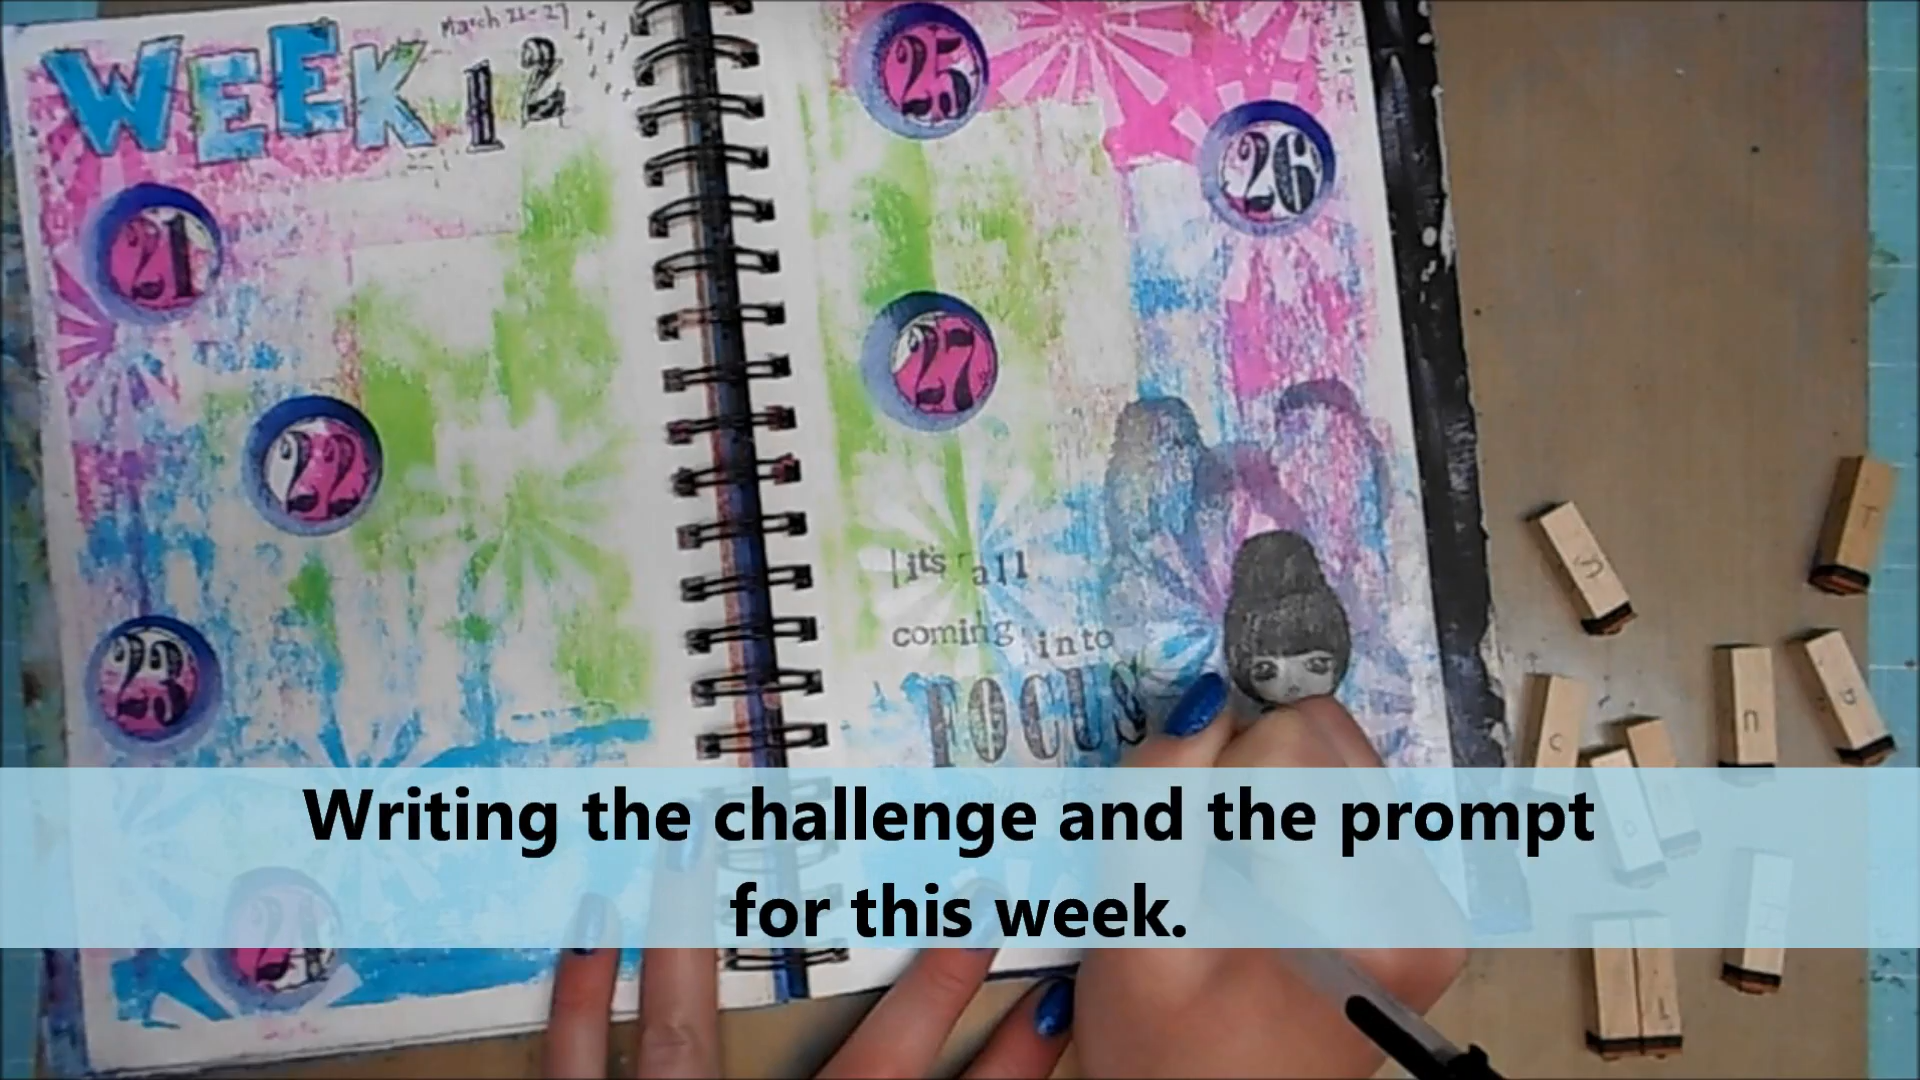 March 21-27
WEEK 12
21
22
23
24
25
26
27
it's all
coming into
FOCUS
S
T
C
U
Writing the challenge and the prompt
for this week.